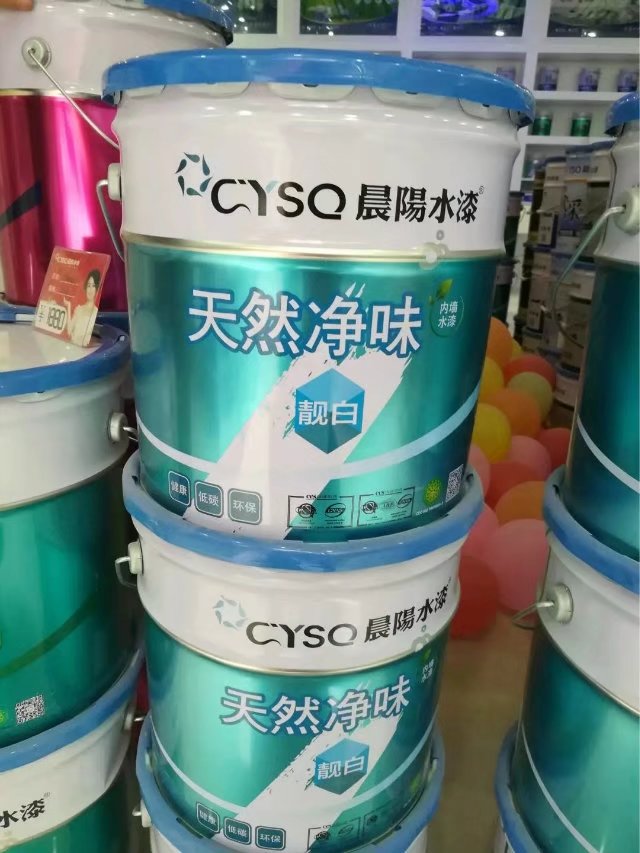 CYSQ 晨陽水漆®
天然净味
内墙
水漆
靓白
健康
低碳
环保
¥1880
CYSQ 晨陽水漆
天然净味
内墙
水漆
靓白
健康
低碳
环保
水漆